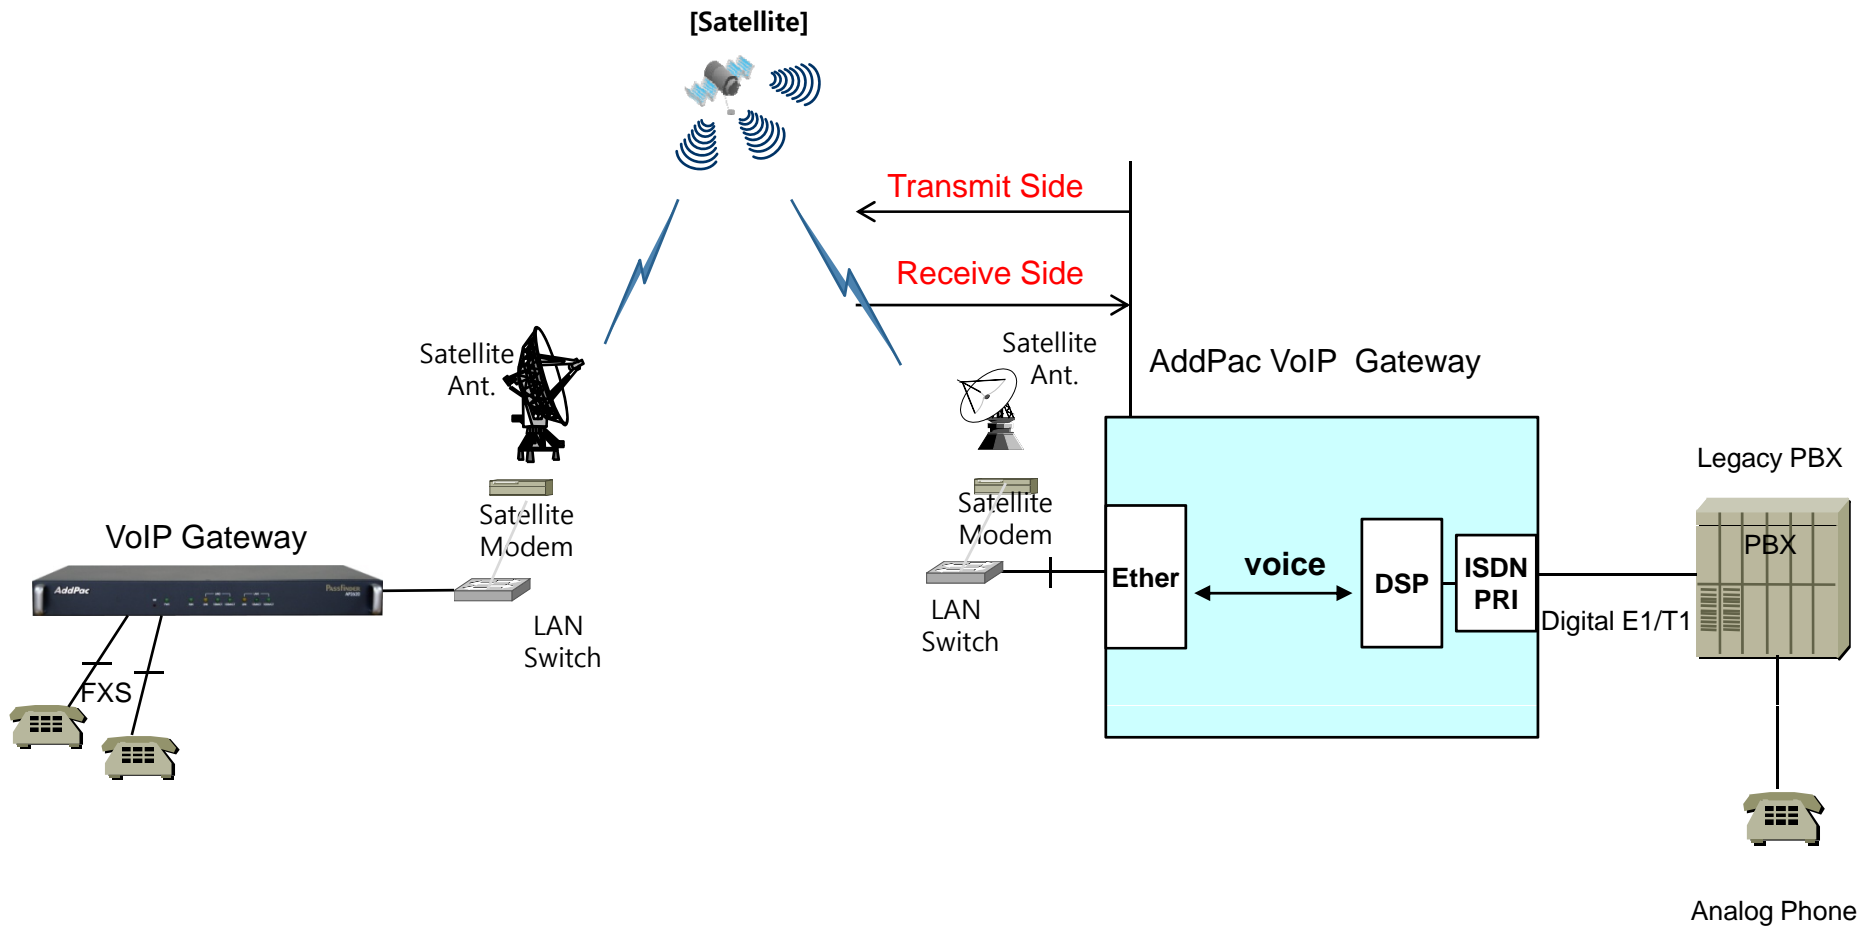 [Satellite]
Transmit Side
Receive Side
Satellite
Ant.
Satellite
Ant.
AddPac VoIP  Gateway
Legacy PBX
PBX
Satellite
Modem
Satellite
Modem
VoIP Gateway
AddPac
LAN
Switch
LAN
Switch
Ether
voice
DSP
ISDN
PRI
Digital E1/T1
FXS
Analog Phone